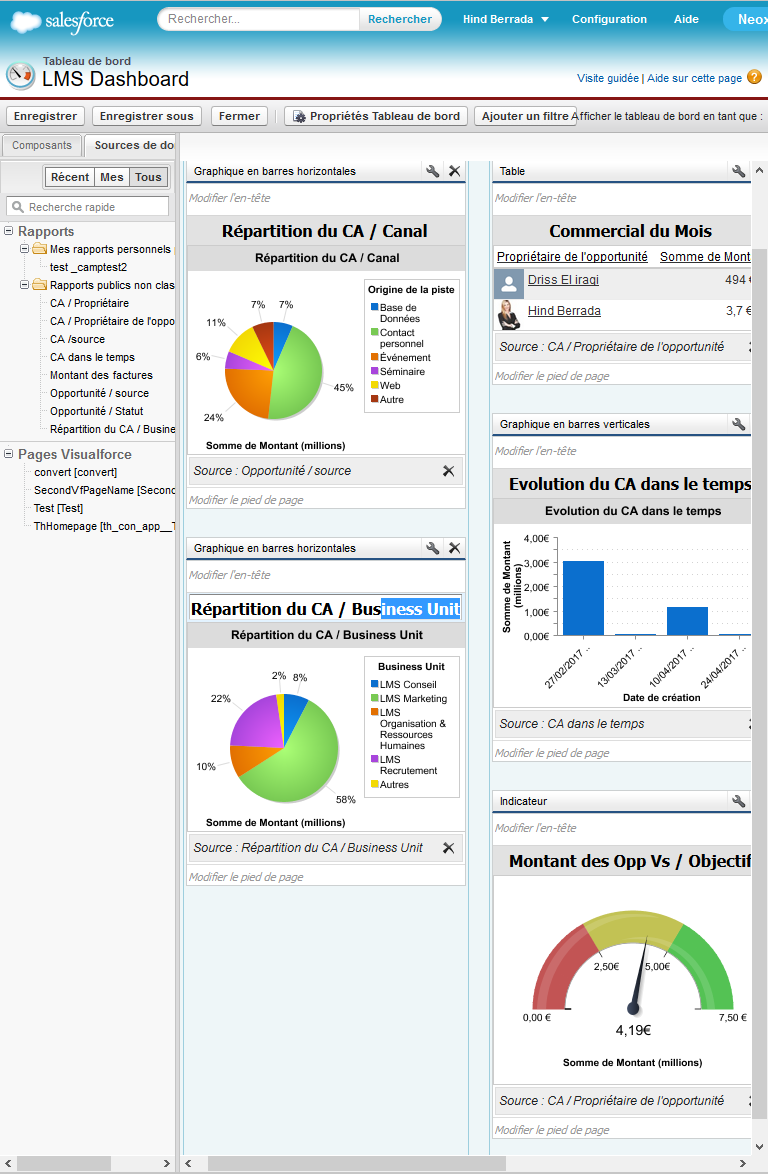 salesforce
Rechercher...
Rechercher
Hind Berrada
Configuration
Aide
Neox
Tableau de bord
LMS Dashboard
Visite guidée | Aide sur cette page
Enregistrer
Enregistrer sous
Fermer
Propriétés Tableau de bord
Ajouter un filtre
Afficher le tableau de bord en tant que :
Composants
Sources de do
Récent
Mes
Tous
Recherche rapide
Rapports
Mes rapports personnels
test _camptest2
Rapports publics non clas
CA / Propriétaire
CA / Propriétaire de l'oppo
CA /source
CA dans le temps
Montant des factures
Opportunité / source
Opportunité / Statut
Répartition du CA / Busine
Pages Visualforce
convert [convert]
SecondVfPageName [Secon
Test [Test]
ThHomepage [th_con_app__T
Graphique en barres horizontales
Modifier l'en-tête
Répartition du CA / Canal
Répartition du CA / Canal
7%
7%
11%
6%
24%
45%
Origine de la piste
Base de
Données
Contact
personnel
Événement
Séminaire
Web
Autre
Somme de Montant (millions)
Source : Opportunité / source
Modifier le pied de page
Graphique en barres horizontales
Modifier l'en-tête
Répartition du CA / Business Unit
Répartition du CA / Business Unit
2%
8%
22%
10%
58%
Business Unit
LMS Conseil
LMS Marketing
LMS
Organisation &
Ressources
Humaines
LMS
Recrutement
Autres
Somme de Montant (millions)
Source : Répartition du CA / Business Unit
Modifier le pied de page
Table
Modifier l'en-tête
Commercial du Mois
Propriétaire de l'opportunité
Somme de Mont
Driss El iraqi
494 €
Hind Berrada
3,7 €
Source : CA / Propriétaire de l'opportunité
Modifier le pied de page
Graphique en barres verticales
Modifier l'en-tête
Evolution du CA dans le temps
Evolution du CA dans le temps
Somme de Montant
(millions)
4,00€
3,00€
2,00€
1,00€
0,00€
27/02/2017 ..
13/03/2017 ..
10/04/2017 ..
24/04/2017 ..
Date de création
Source : CA dans le temps
Modifier le pied de page
Indicateur
Modifier l'en-tête
Montant des Opp Vs / Objectif
2,50€
5,00€
0,00 €
7,50 €
4,19€
Somme de Montant (millions)
Source : CA / Propriétaire de l'opportunité
Modifier le pied de page